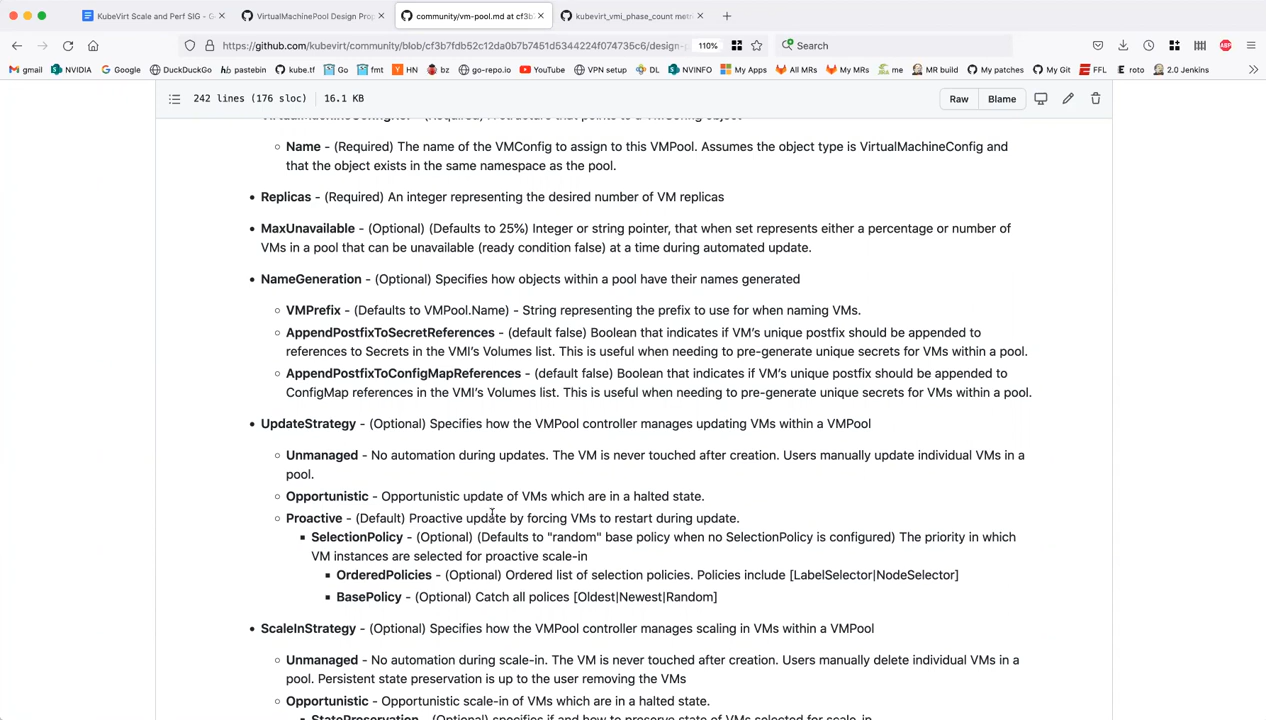 KubeVirt Scale and Perf SIG - G
VirtualMachinePool Design Prop
community/vm-pool.md at cf3b
kubevirt_vmi_phase_count metr
https://github.com/kubevirt/community/blob/cf3b7fdb52c12da0b7b7451d5344224f074735c6/design-p
110%
Search
gmail NVIDIA Google DuckDuckGo hb pastebin kube.tf Go fmt HN bz go-repo.io YouTube VPN setup DL NVINFO My Apps All MRs My MRs me MR build My patches My Git FFL roto 2.0 Jenkins
242 lines (176 sloc) 16.1 KB
Raw Blame
Name - (Required) The name of the VMConfig to assign to this VMPool. Assumes the object type is VirtualMachineConfig and
that the object exists in the same namespace as the pool.
Replicas - (Required) An integer representing the desired number of VM replicas
MaxUnavailable - (Optional) (Defaults to 25%) Integer or string pointer, that when set represents either a percentage or number of
VMs in a pool that can be unavailable (ready condition false) at a time during automated update.
NameGeneration - (Optional) Specifies how objects within a pool have their names generated
VMPrefix - (Defaults to VMPool.Name) - String representing the prefix to use for when naming VMs.
AppendPostfixToSecretReferences - (default false) Boolean that indicates if VM's unique postfix should be appended to
references to Secrets in the VMI's Volumes list. This is useful when needing to pre-generate unique secrets for VMs within a pool.
AppendPostfixToConfigMapReferences - (default false) Boolean that indicates if VM's unique postfix should be appended to
ConfigMap references in the VMI's Volumes list. This is useful when needing to pre-generate unique secrets for VMs within a pool.
UpdateStrategy - (Optional) Specifies how the VMPool controller manages updating VMs within a VMPool
Unmanaged - No automation during updates. The VM is never touched after creation. Users manually update individual VMs in a
pool.
Opportunistic - Opportunistic update of VMs which are in a halted state.
Proactive - (Default) Proactive update by forcing VMs to restart during update.
SelectionPolicy - (Optional) (Defaults to "random" base policy when no SelectionPolicy is configured) The priority in which
VM instances are selected for proactive scale-in
OrderedPolicies - (Optional) Ordered list of selection policies. Policies include [LabelSelector|NodeSelector]
BasePolicy - (Optional) Catch all polices [Oldest|Newest|Random]
ScaleInStrategy - (Optional) Specifies how the VMPool controller manages scaling in VMs within a VMPool
Unmanaged - No automation during scale-in. The VM is never touched after creation. Users manually delete individual VMs in a
pool. Persistent state preservation is up to the user removing the VMs
Opportunistic - Opportunistic scale-in of VMs which are in a halted state.
StatePreservation - (Optional) specifies if and how to preserve state of VMs selected for scale-in